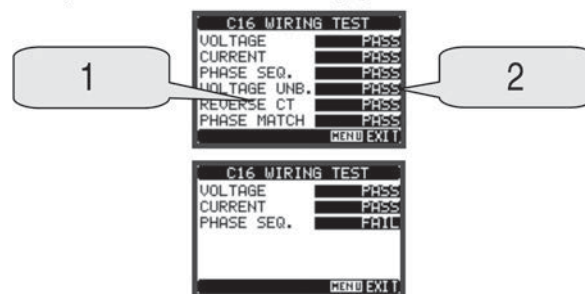 C16 WIRING TEST
VOLTAGE PASS
CURRENT PASS
PHASE SEQ. PASS
VOLTAGE UNB. PASS
REVERSE CT PASS
PHASE MATCH PASS
MENU EXIT
1
2
C16 WIRING TEST
VOLTAGE PASS
CURRENT PASS
PHASE SEQ. FAIL
MENU EXIT